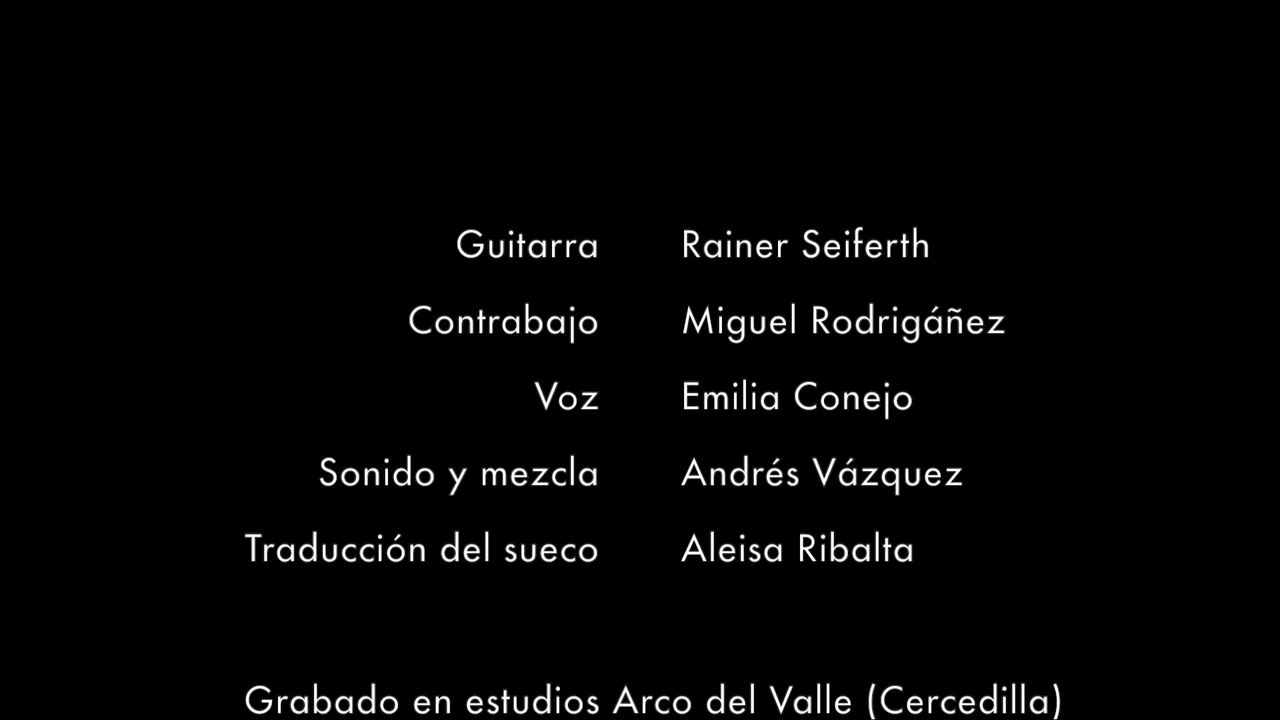 Guitarra Rainer Seiferth
Contrabajo Miguel Rodrigáñez
Voz Emilia Conejo
Sonido y mezcla Andrés Vázquez
Traducción del sueco Aleisa Ribalta
Grabado en estudios Arco del Valle (Cercedilla)